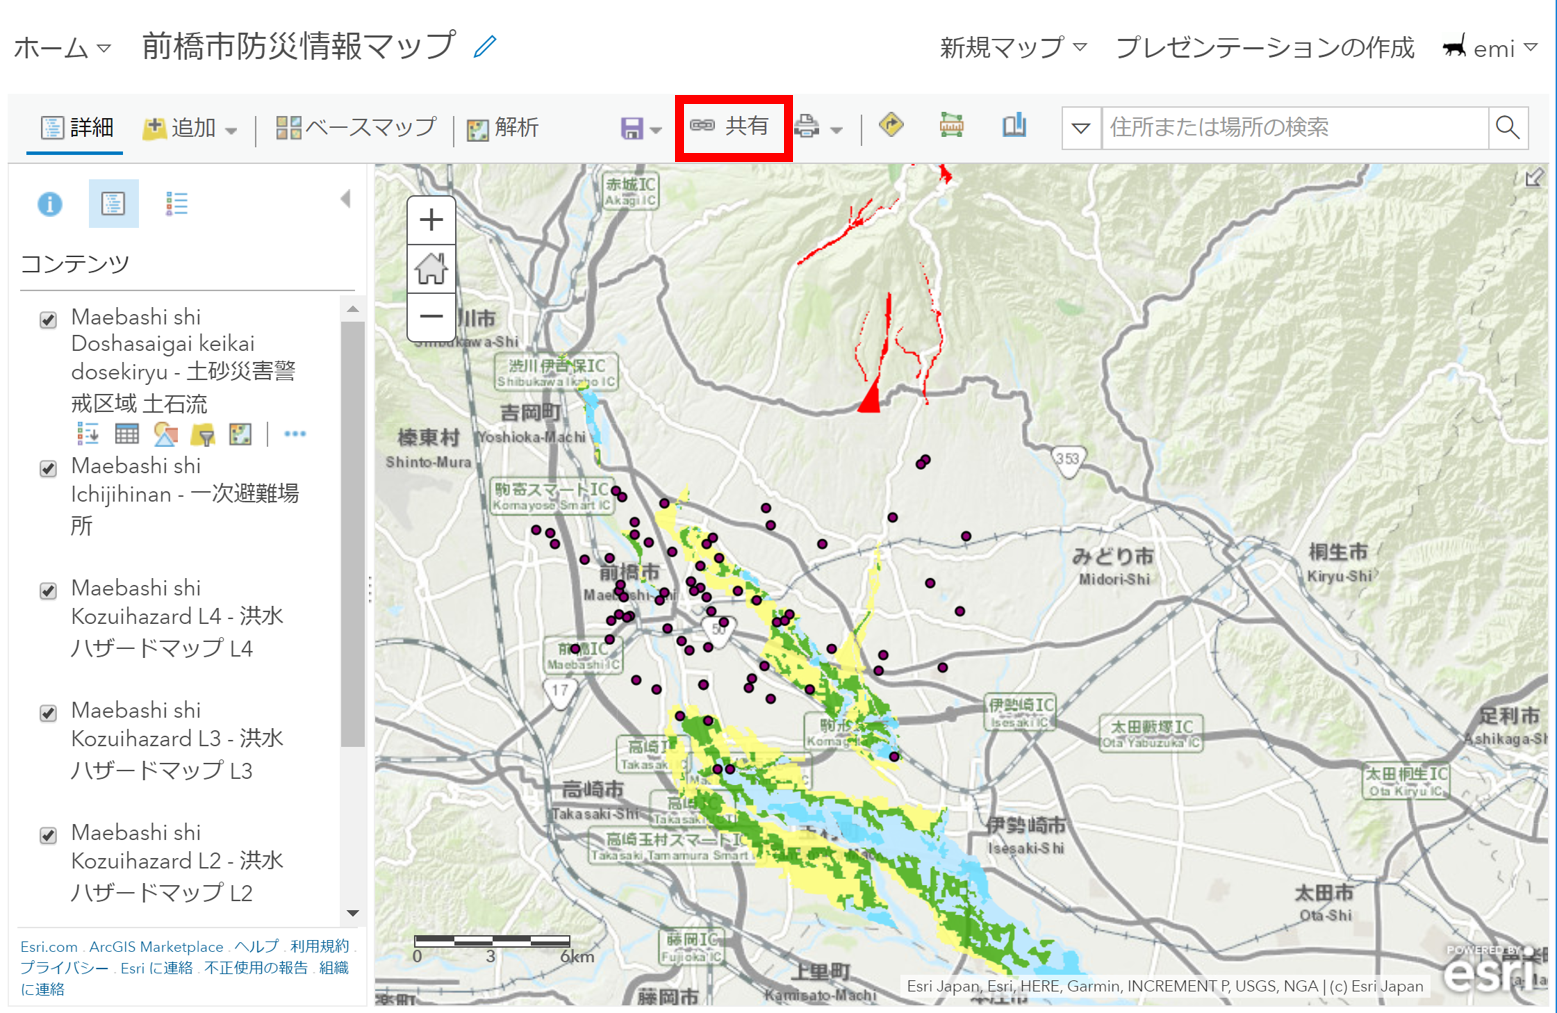 ホーム
前橋市防災情報マップ
新規マップ
プレゼンテーションの作成
emi
詳細
追加
ベースマップ
解析
共有
住所または場所の検索
コンテンツ
Maebashi shi
Doshasaigai keikai
dosekiryu - 土砂災害警
戒区域 土石流
Maebashi shi
Ichijihinan - 一次避難場
所
Maebashi shi
Kozuihazard L4 - 洪水
ハザードマップ L4
Maebashi shi
Kozuihazard L3 - 洪水
ハザードマップ L3
Maebashi shi
Kozuihazard L2 - 洪水
ハザードマップ L2
Esri.com . ArcGIS Marketplace . ヘルプ . 利用規約 .
プライバシー . Esri に連絡 . 不正使用の報告 . 組織
に連絡
赤城IC
Akagi IC
川市
Shibukawa-Shi
渋川伊香保IC
Shibukawa Ikaho IC
吉岡町
Yoshioka-Machi
榛東村
Shinto-Mura
駒寄スマートIC
Komayose Smart IC
353
前橋市
Maebashi-Shi
みどり市
Midori-Shi
桐生市
Kiryu-Shi
50
前橋IC
Maebashi IC
17
伊勢崎IC
Isesaki IC
太田藪塚IC
Ota Yabuzuka IC
足利市
Ashikaga-Sh
太田桐生IC
Ota Kiryu IC
高崎市
Takasaki-Shi
高崎玉村スマートIC
Takasaki Tamamura Smart I
伊勢崎市
Isesaki-Shi
太田市
Ota-Shi
藤岡IC
Fujioka IC
上里町
Kamisato-Machi
藤岡市
0 3 6km
POWERED BY
esri
Esri Japan, Esri, HERE, Garmin, INCREMENT P, USGS, NGA | (c) Esri Japan